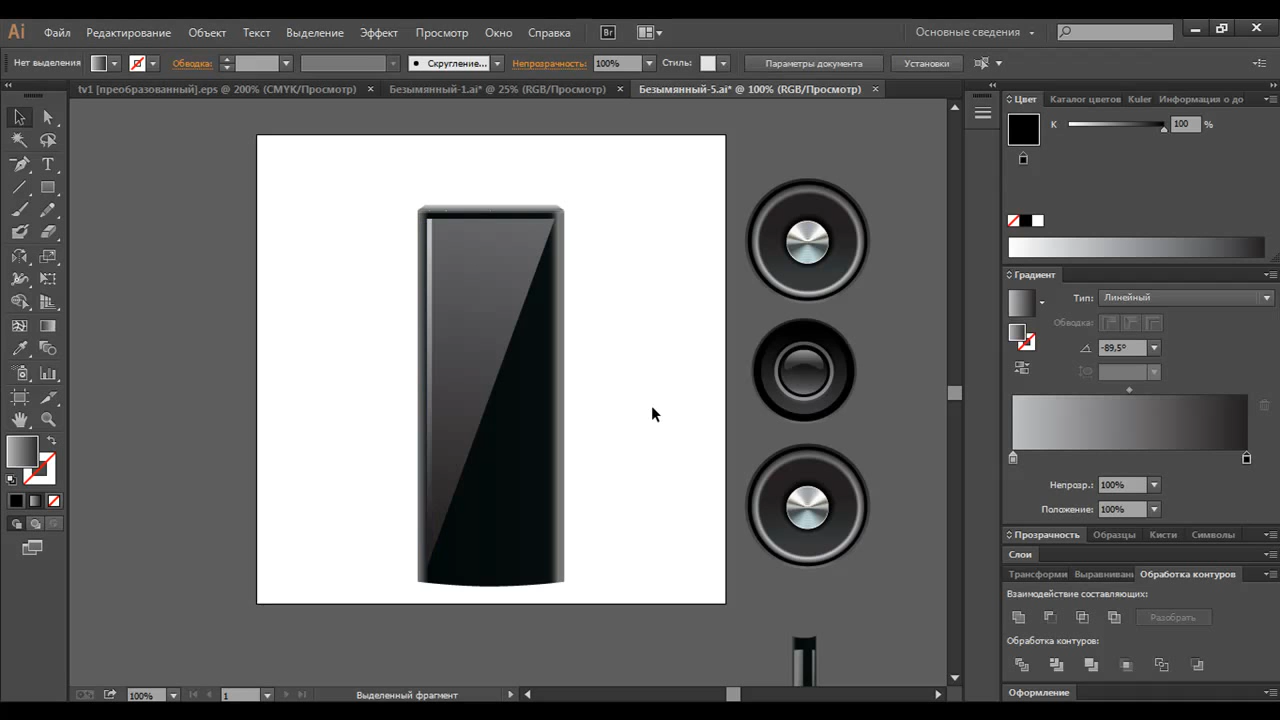 Ai Файл Редактирование Объект Текст Выделение Эффект Просмотр Окно Справка Br Основные сведения
Нет выделения Обводка: Скругление... Непрозрачность: 100% Стиль: Параметры документа Установки
tv1 [преобразованный].eps @ 200% (CMYK/Просмотр) × Безымянный-1.ai* @ 25% (RGB/Просмотр) × Безымянный-5.ai* @ 100% (RGB/Просмотр) ×
Цвет Каталог цветов Kuler Информация о до
K 100 %
Градиент
Тип: Линейный
Обводка:
-89,5°
Непрозр.: 100%
Положение: 100%
Прозрачность Образцы Кисти Символы
Слои
Трансформи Выравнивани Обработка контуров
Взаимодействие составляющих:
Разобрать
Обработка контуров:
Оформление
100% 1 Выделенный фрагмент